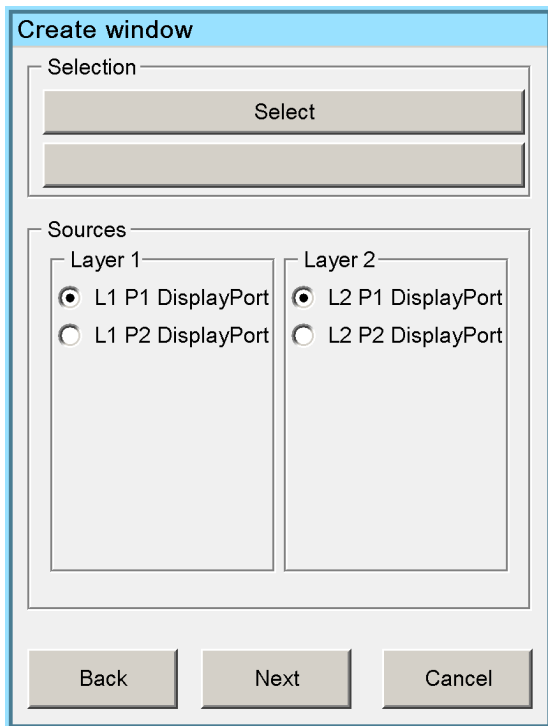 Create window
Selection
Select
Sources
Layer 1
L1 P1 DisplayPort
L1 P2 DisplayPort
Layer 2
L2 P1 DisplayPort
L2 P2 DisplayPort
Back
Next
Cancel